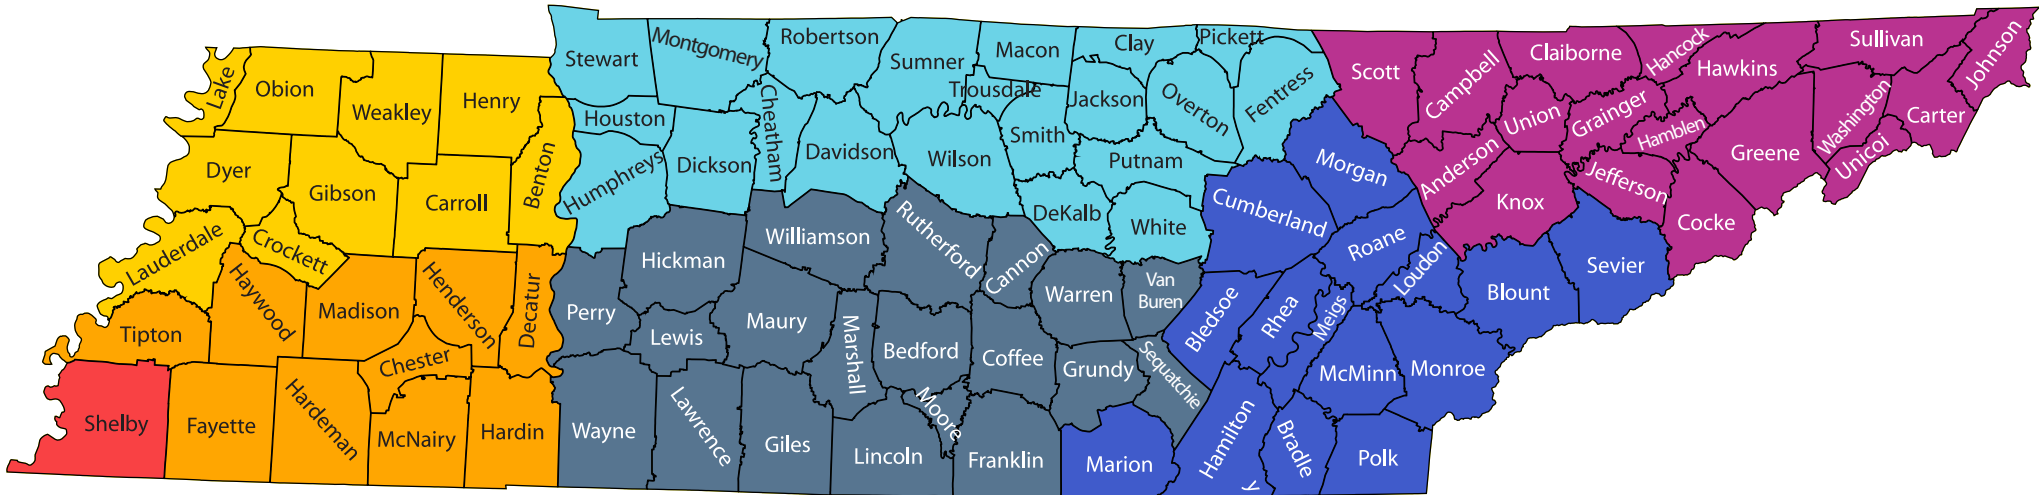 Lake
Obion
Weakley
Henry
Dyer
Gibson
Carroll
Benton
Lauderdale
Crockett
Tipton
Haywood
Madison
Henderson
Decatur
Chester
Shelby
Fayette
Hardeman
McNairy
Hardin
Stewart
Montgomery
Robertson
Sumner
Macon
Trousdale
Clay
Pickett
Houston
Humphreys
Dickson
Cheatham
Davidson
Wilson
Smith
Jackson
Overton
Fentress
Putnam
DeKalb
White
Perry
Hickman
Williamson
Rutherford
Cannon
Warren
Van
Buren
Lewis
Maury
Marshall
Bedford
Coffee
Grundy
Sequatchie
Wayne
Lawrence
Giles
Lincoln
Moore
Franklin
Morgan
Cumberland
Roane
Loudon
Bledsoe
Rhea
Meigs
McMinn
Monroe
Blount
Sevier
Marion
Hamilton
Bradle
y
Polk
Scott
Campbell
Claiborne
Hancock
Hawkins
Sullivan
Johnson
Union
Grainger
Hamblen
Greene
Washington
Carter
Unicoi
Anderson
Knox
Jefferson
Cocke